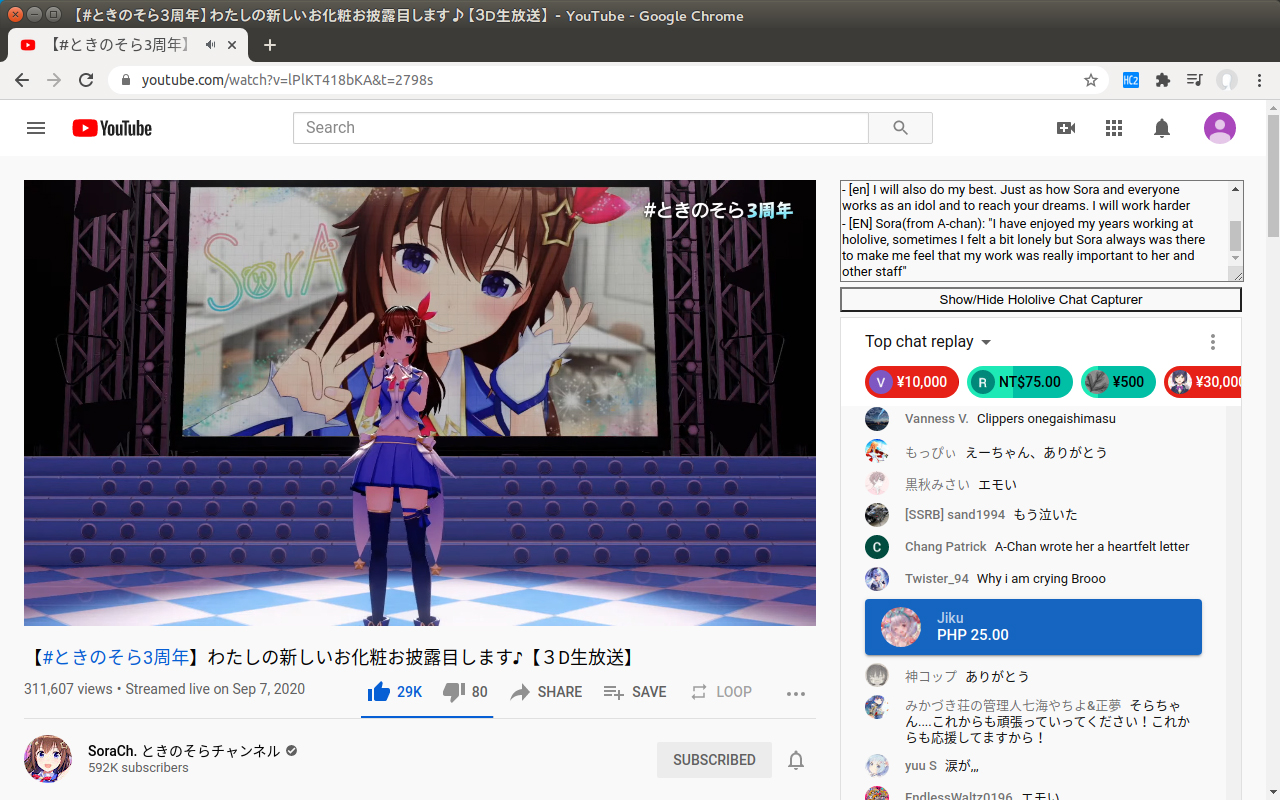 【#ときのそら3周年】わたしの新しいお化粧お披露目します♪【３D生放送】 - YouTube - Google Chrome
【#ときのそら3周年】
youtube.com/watch?v=lPlKT418bKA&t=2798s
HC2
YouTube
Search
#ときのそら3周年
SorA
- [en] I will also do my best. Just as how Sora and everyone
works as an idol and to reach your dreams. I will work harder
- [EN] Sora(from A-chan): "I have enjoyed my years working at
hololive, sometimes I felt a bit lonely but Sora always was there
to make me feel that my work was really important to her and
other staff"
Show/Hide Hololive Chat Capturer
Top chat replay
V ¥10,000 R NT$75.00 ¥500 ¥30,000
Vanness V. Clippers onegaishimasu
もっぴぃ えーちゃん、ありがとう
黒秋みさい エモい
[SSRB] sand1994 もう泣いた
C Chang Patrick A-Chan wrote her a heartfelt letter
Twister_94 Why i am crying Brooo
Jiku
PHP 25.00
神コップ ありがとう
みかづき荘の管理人七海やちよ&正夢 そらちゃ
ん....これからも頑張っていってください！これか
らも応援してますから！
yuu S 涙が,,,
EndlessWaltz0196 エモい
【#ときのそら3周年】わたしの新しいお化粧お披露目します♪【３D生放送】
311,607 views • Streamed live on Sep 7, 2020
29K 80 SHARE SAVE LOOP
SoraCh. ときのそらチャンネル
592K subscribers
SUBSCRIBED